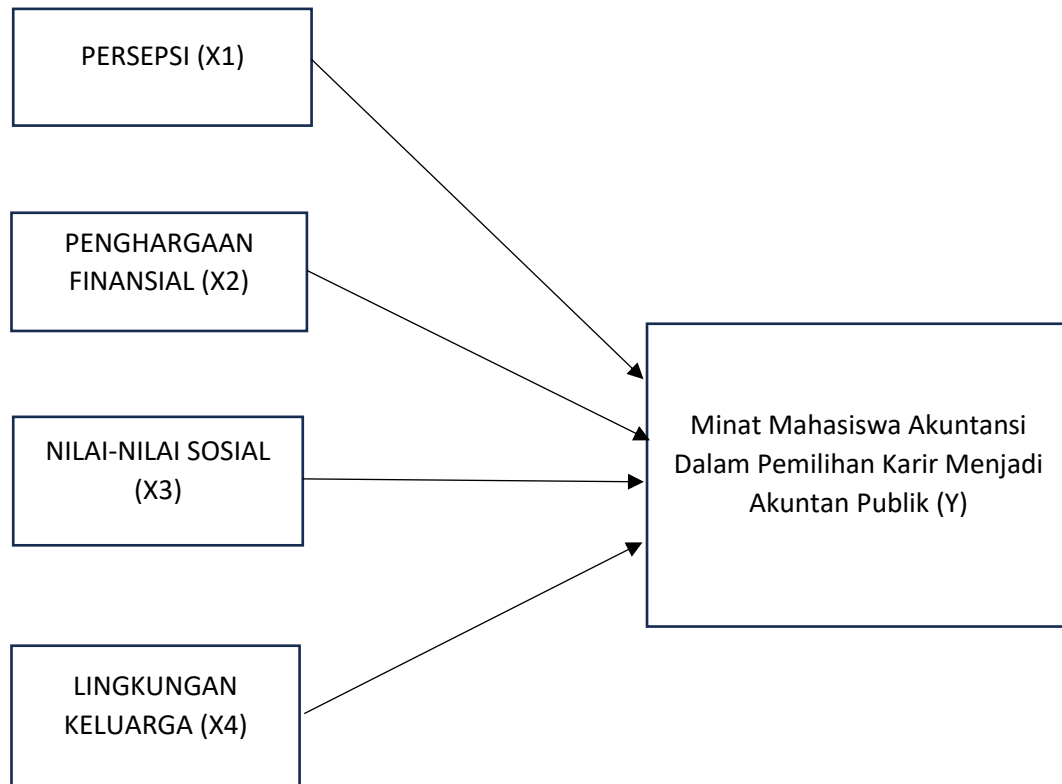 PERSEPSI (X1)
PENGHARGAAN
FINANSIAL (X2)
NILAI-NILAI SOSIAL
(X3)
LINGKUNGAN
KELUARGA (X4)
Minat Mahasiswa Akuntansi
Dalam Pemilihan Karir Menjadi
Akuntan Publik (Y)